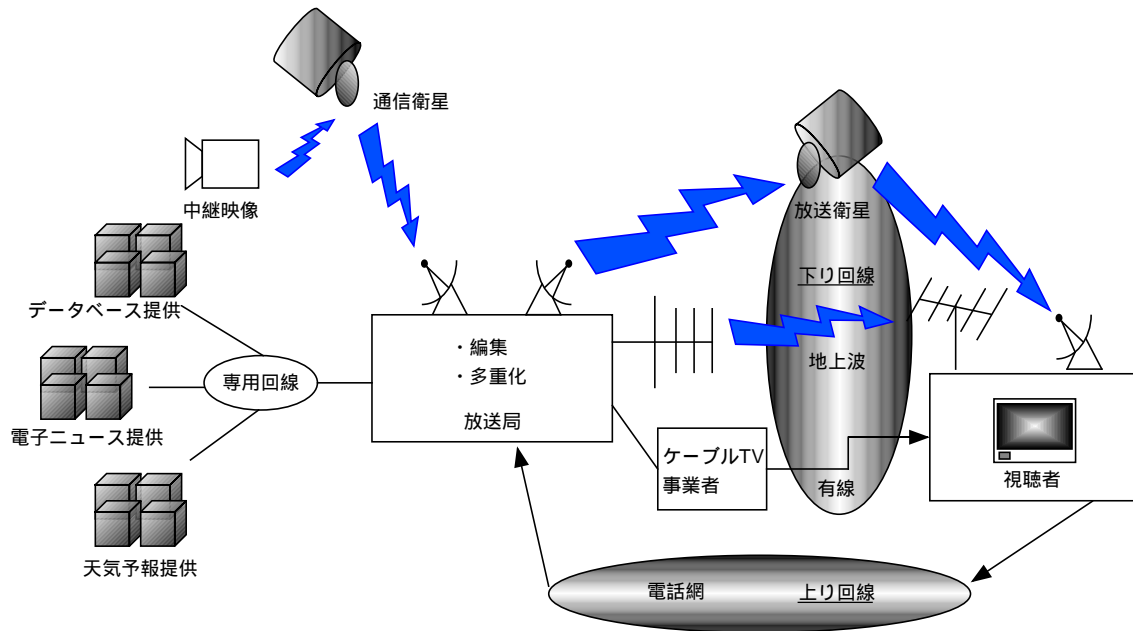 通信衛星
中継映像
放送衛星
データベース提供
下り回線
・編集
・多重化
放送局
地上波
専用回線
電子ニュース提供
ケーブルTV
事業者
有線
視聴者
天気予報提供
電話網
上り回線